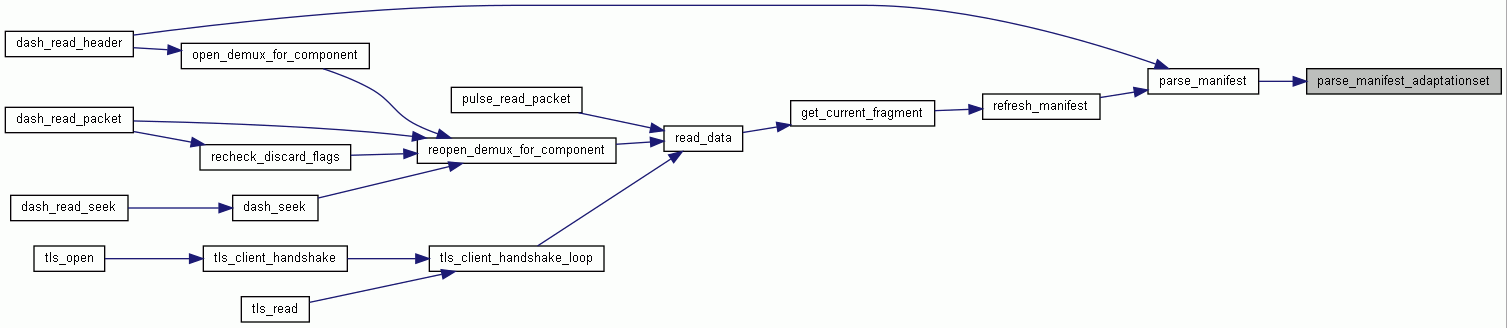 dash_read_header
open_demux_for_component
parse_manifest
parse_manifest_adaptationset
pulse_read_packet
refresh_manifest
get_current_fragment
dash_read_packet
read_data
reopen_demux_for_component
recheck_discard_flags
dash_read_seek
dash_seek
tls_open
tls_client_handshake
tls_client_handshake_loop
tls_read